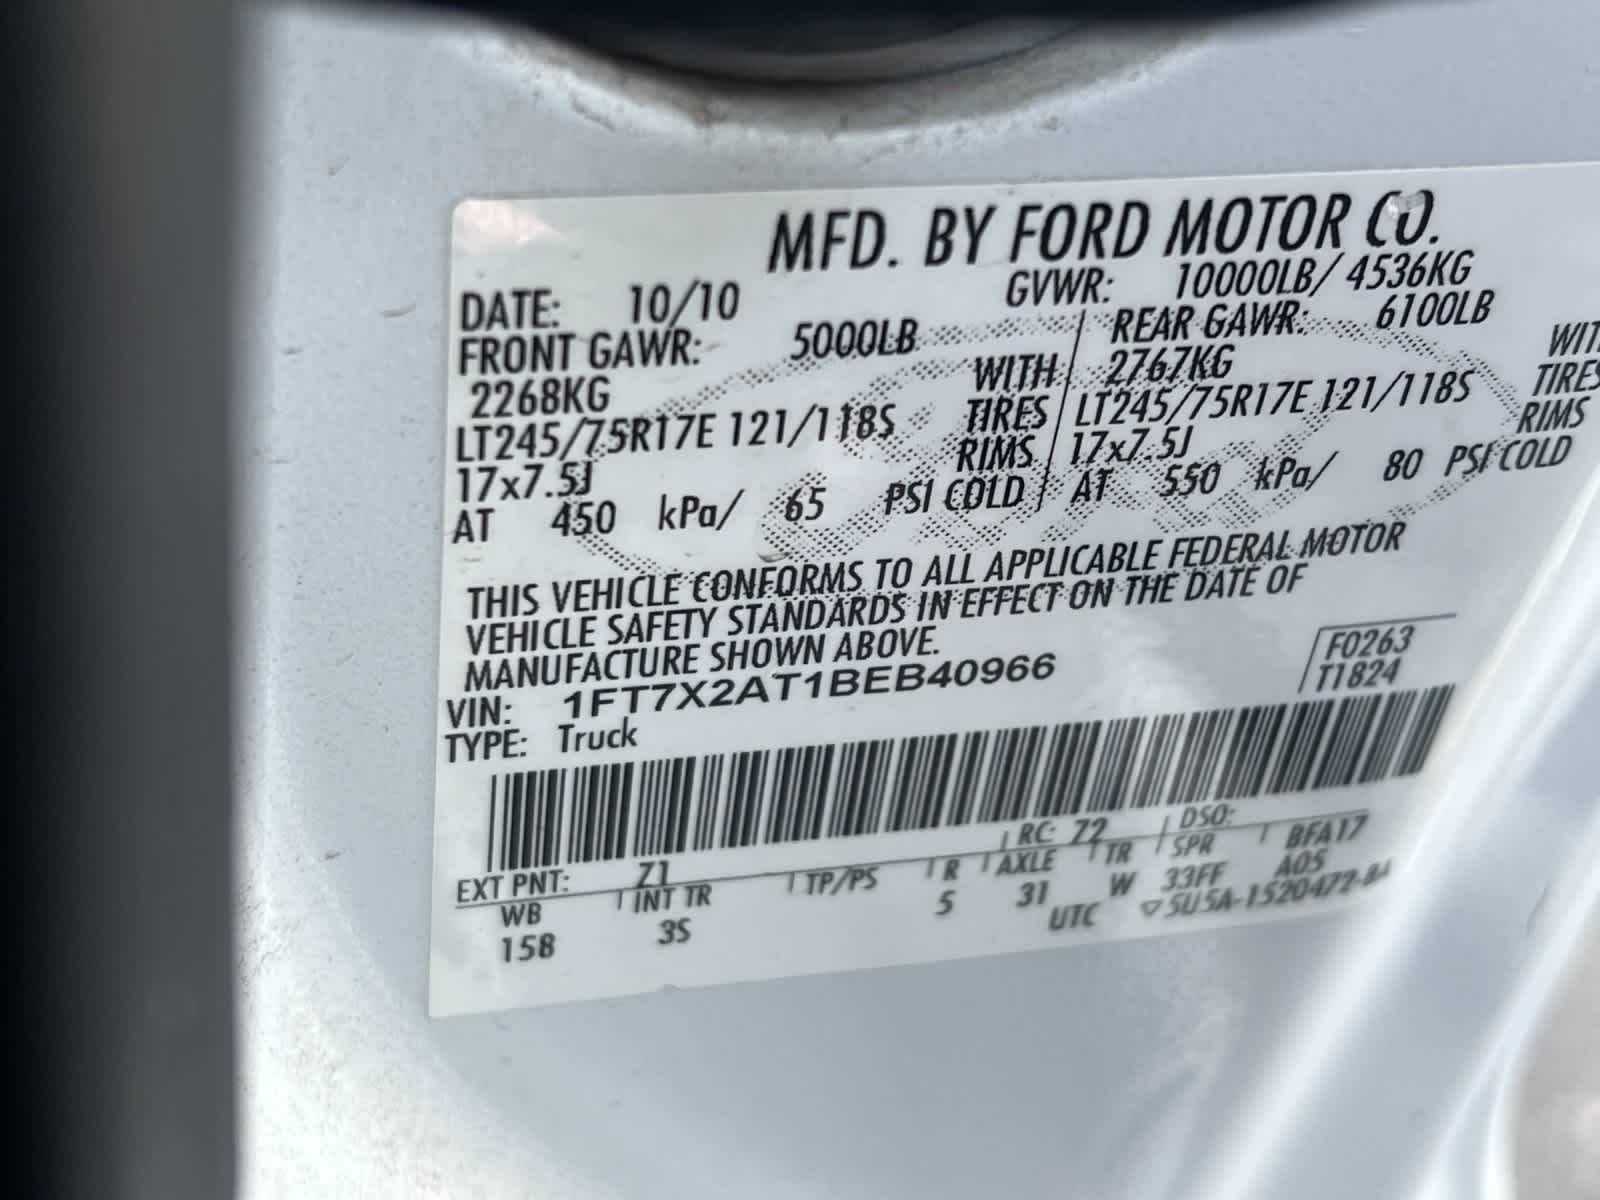 MFD. BY FORD MOTOR CO.
DATE: 10/10 GVWR: 10000LB/ 4536KG
FRONT GAWR: 5000LB REAR GAWR: 6100LB
2268KG WITH 2767KG WIT
LT245/75R17E 121/118S TIRES LT245/75R17E 121/118S TIRES
17x7.5J RIMS 17x7.5J RIMS
AT 450 kPa/ 65 PSI COLD AT 550 kPa/ 80 PSI COLD
THIS VEHICLE CONFORMS TO ALL APPLICABLE FEDERAL MOTOR
VEHICLE SAFETY STANDARDS IN EFFECT ON THE DATE OF
MANUFACTURE SHOWN ABOVE.
VIN: 1FT7X2AT1BEB40966 F0263
TYPE: Truck T1824
EXT PNT: Z1 RC: 72 DSO:
WB INT TR TP/PS R AXLE TR SPR BFA17
158 3S 5 31 W 33FF A05
UTC ▽5U5A-1520472-